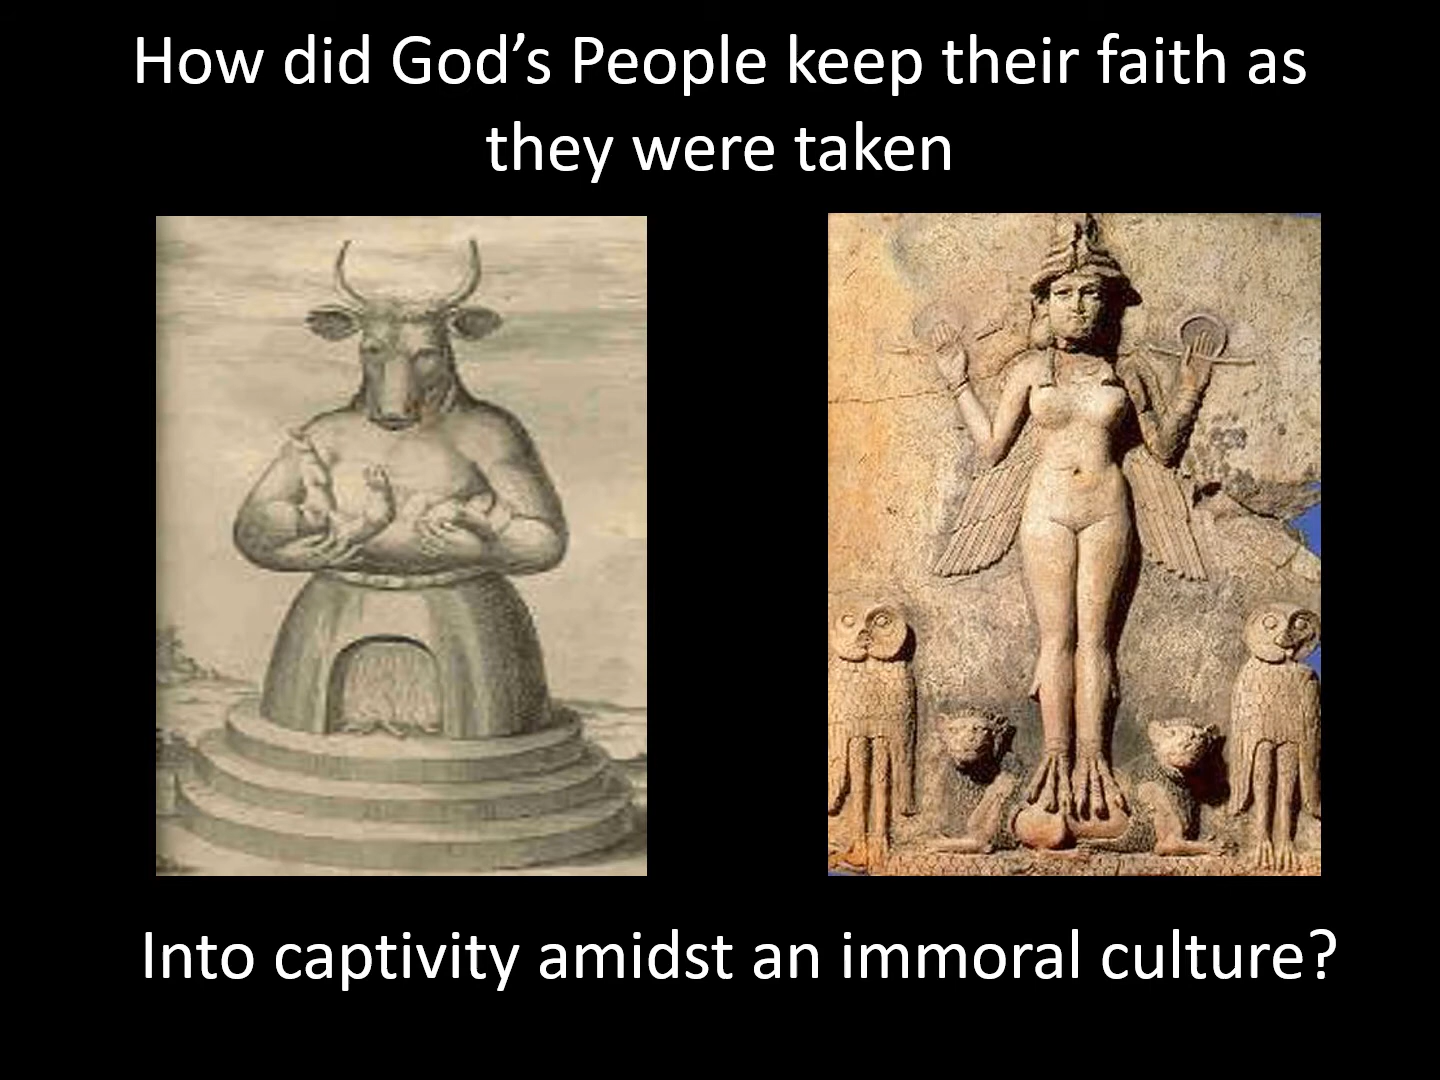 How did God’s People keep their faith as
they were taken
Into captivity amidst an immoral culture?